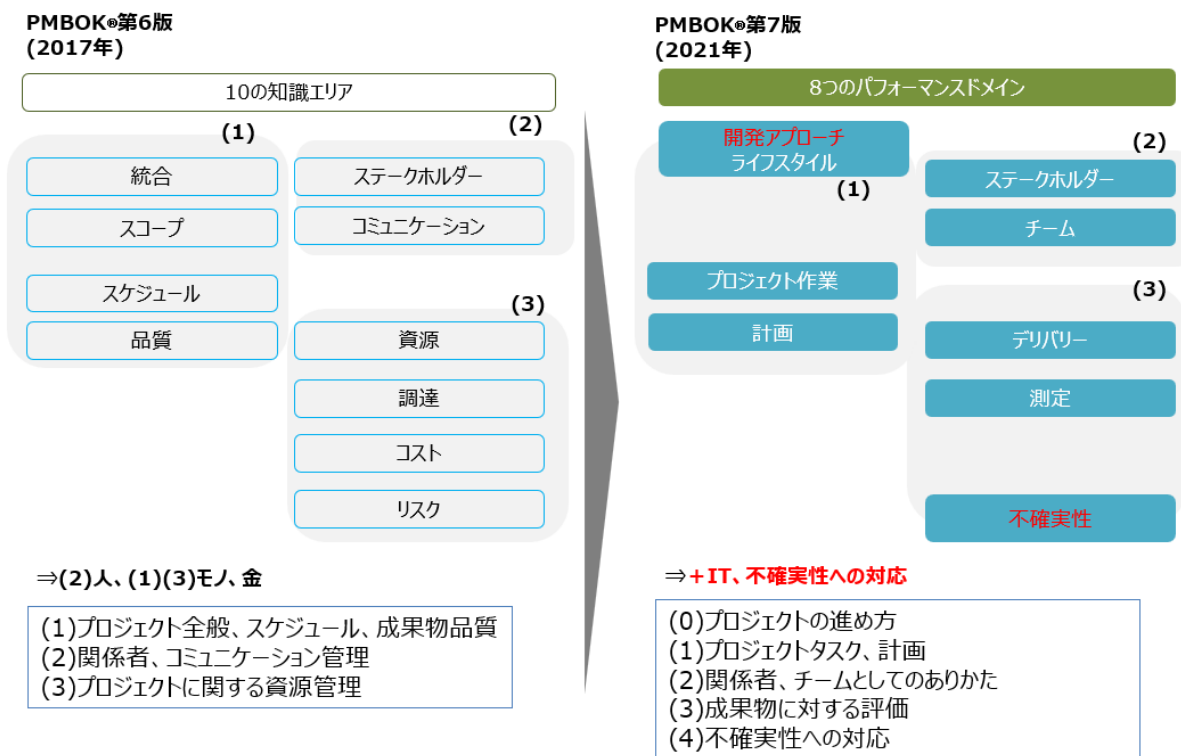 PMBOK®第6版
(2017年)
10の知識エリア
(1)
統合
スコープ
スケジュール
品質
(2)
ステークホルダー
コミュニケーション
(3)
資源
調達
コスト
リスク
⇒(2)人、(1)(3)モノ、金
(1)プロジェクト全般、スケジュール、成果物品質
(2)関係者、コミュニケーション管理
(3)プロジェクトに関する資源管理
PMBOK®第7版
(2021年)
8つのパフォーマンスドメイン
開発アプローチ
ライフスタイル
(1)
プロジェクト作業
計画
(2)
ステークホルダー
チーム
(3)
デリバリー
測定
不確実性
⇒+IT、不確実性への対応
(0)プロジェクトの進め方
(1)プロジェクトタスク、計画
(2)関係者、チームとしてのありかた
(3)成果物に対する評価
(4)不確実性への対応